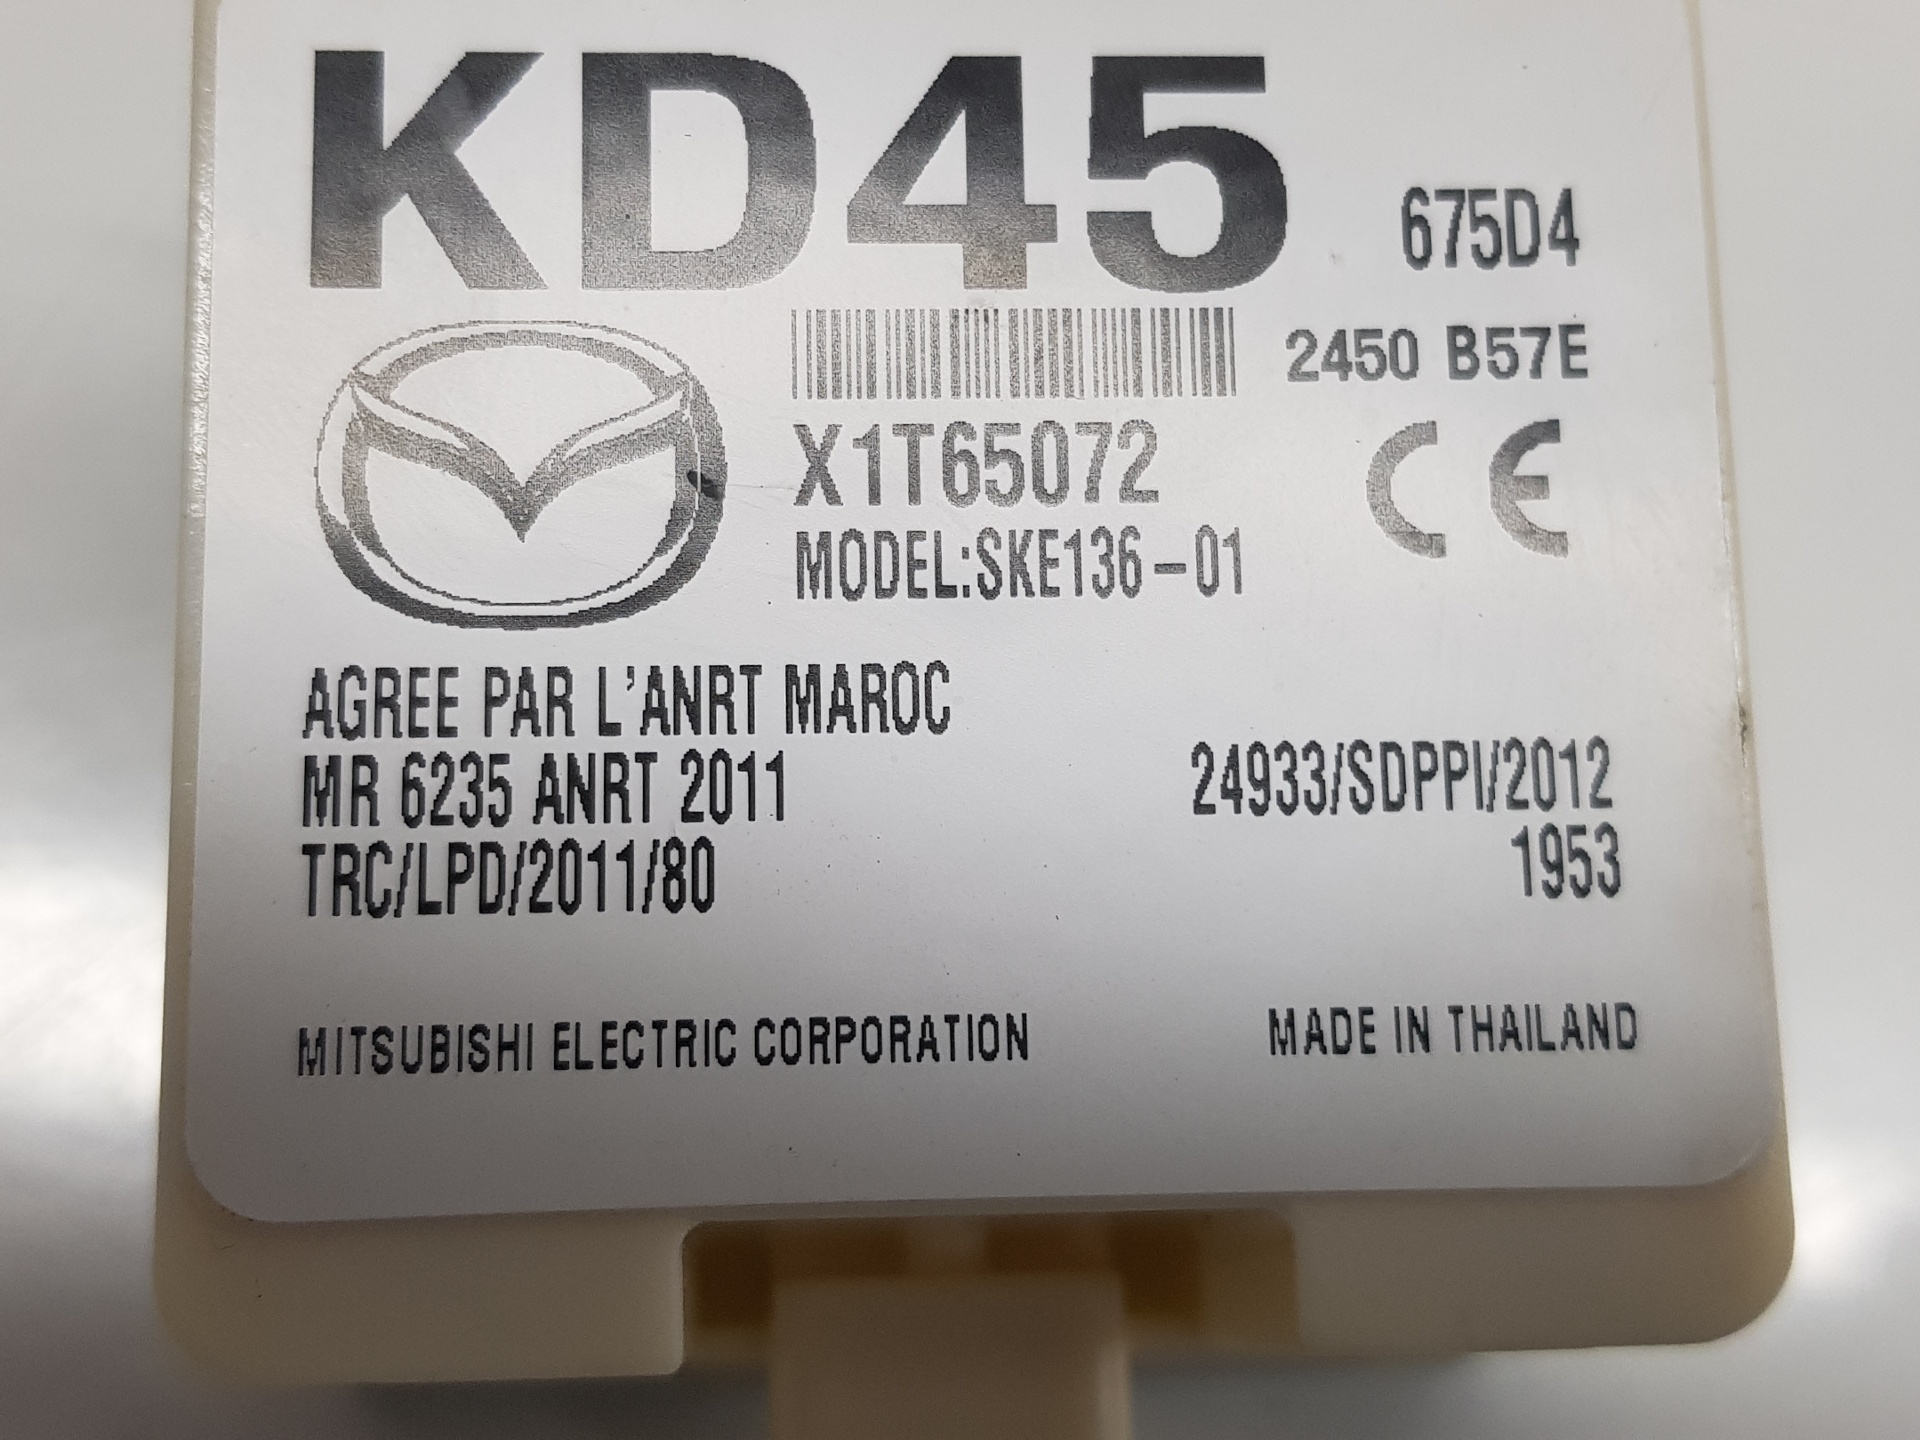 KD45
675D4
2450 B57E
X1T65072
CE
MODEL:SKE136-01
AGREE PAR L'ANRT MAROC
MR 6235 ANRT 2011
24933/SDPPI/2012
TRC/LPD/2011/80
1953
MITSUBISHI ELECTRIC CORPORATION
MADE IN THAILAND